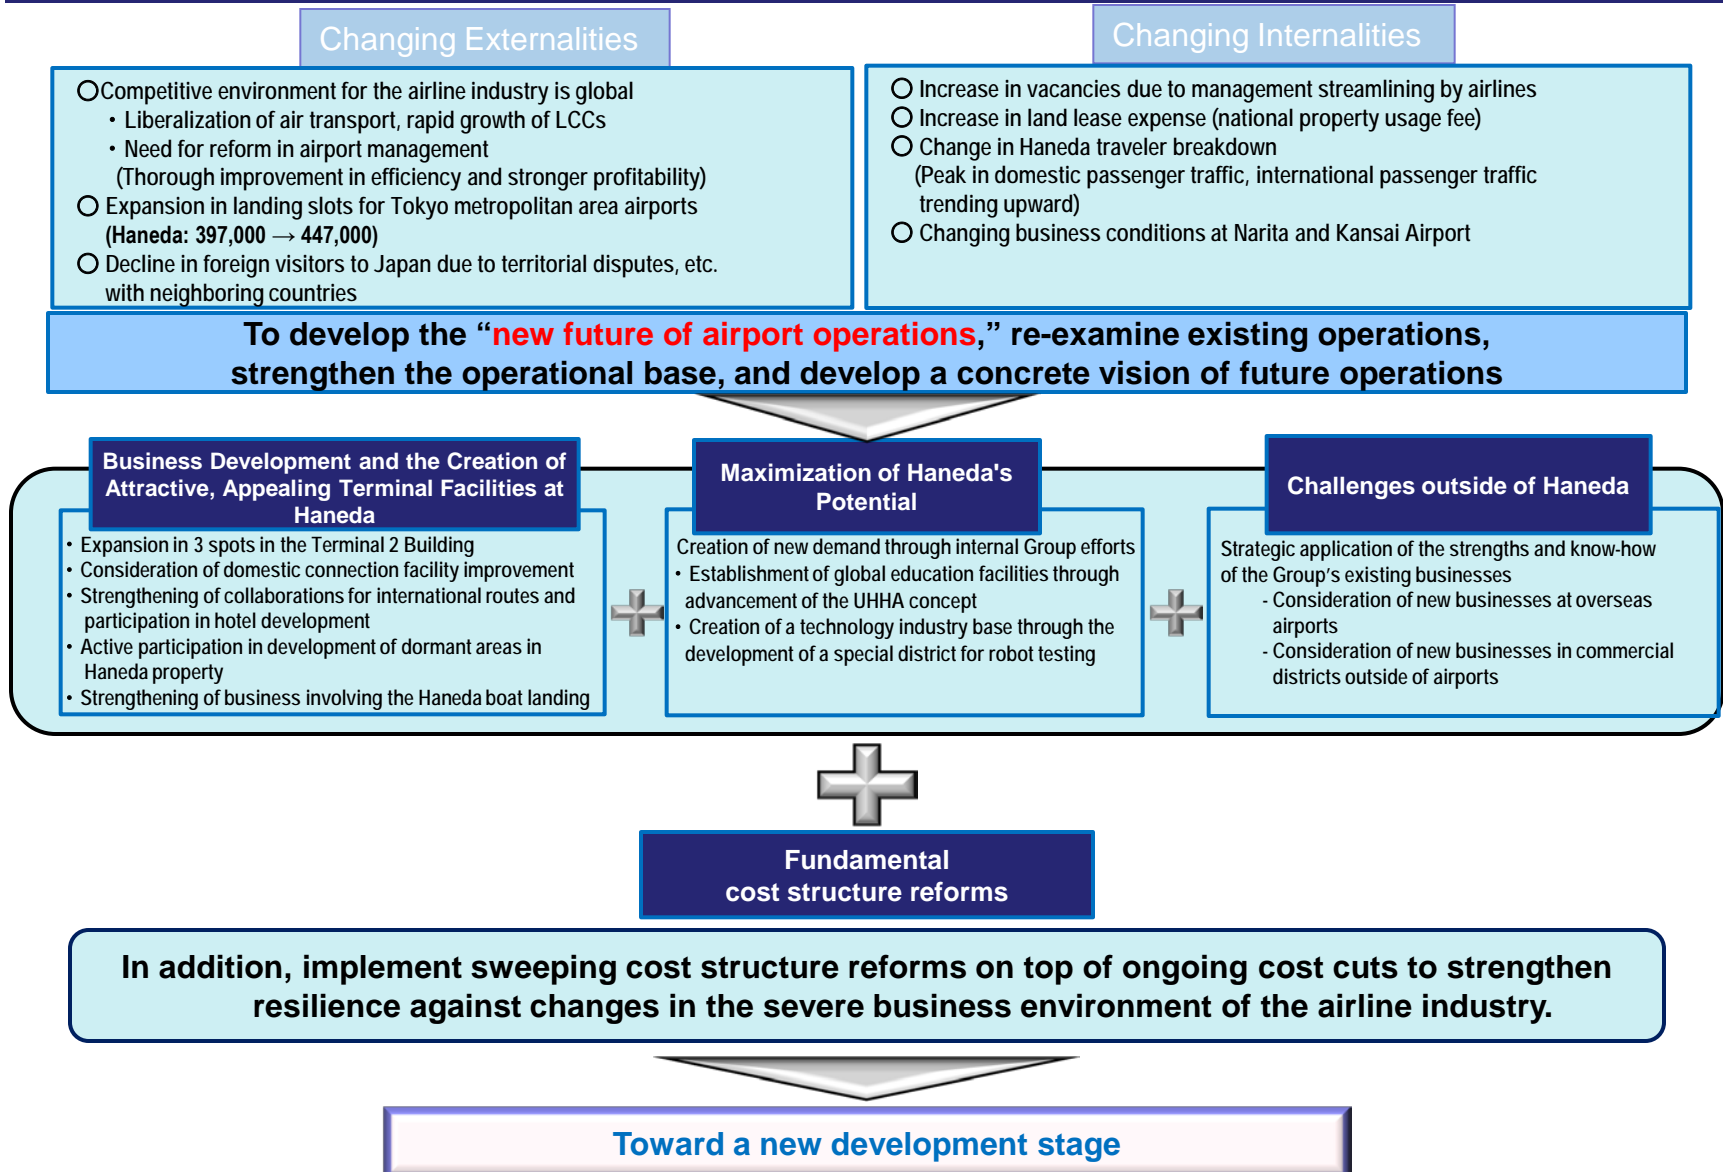 Changing Externalities
○Competitive environment for the airline industry is global
・Liberalization of air transport, rapid growth of LCCs
・Need for reform in airport management
(Thorough improvement in efficiency and stronger profitability)
○ Expansion in landing slots for Tokyo metropolitan area airports
(Haneda: 397,000 → 447,000)
○ Decline in foreign visitors to Japan due to territorial disputes, etc.
with neighboring countries
Changing Internalities
○ Increase in vacancies due to management streamlining by airlines
○ Increase in land lease expense (national property usage fee)
○ Change in Haneda traveler breakdown
(Peak in domestic passenger traffic, international passenger traffic
trending upward)
○ Changing business conditions at Narita and Kansai Airport
To develop the “new future of airport operations,” re-examine existing operations,
strengthen the operational base, and develop a concrete vision of future operations
Business Development and the Creation of
Attractive, Appealing Terminal Facilities at
Haneda
・Expansion in 3 spots in the Terminal 2 Building
・Consideration of domestic connection facility improvement
・Strengthening of collaborations for international routes and
participation in hotel development
・Active participation in development of dormant areas in
Haneda property
・Strengthening of business involving the Haneda boat landing
Maximization of Haneda's
Potential
Creation of new demand through internal Group efforts
・Establishment of global education facilities through
advancement of the UHHA concept
・Creation of a technology industry base through the
development of a special district for robot testing
Challenges outside of Haneda
Strategic application of the strengths and know-how
of the Group’s existing businesses
- Consideration of new businesses at overseas
airports
- Consideration of new businesses in commercial
districts outside of airports
Fundamental
cost structure reforms
In addition, implement sweeping cost structure reforms on top of ongoing cost cuts to strengthen
resilience against changes in the severe business environment of the airline industry.
Toward a new development stage